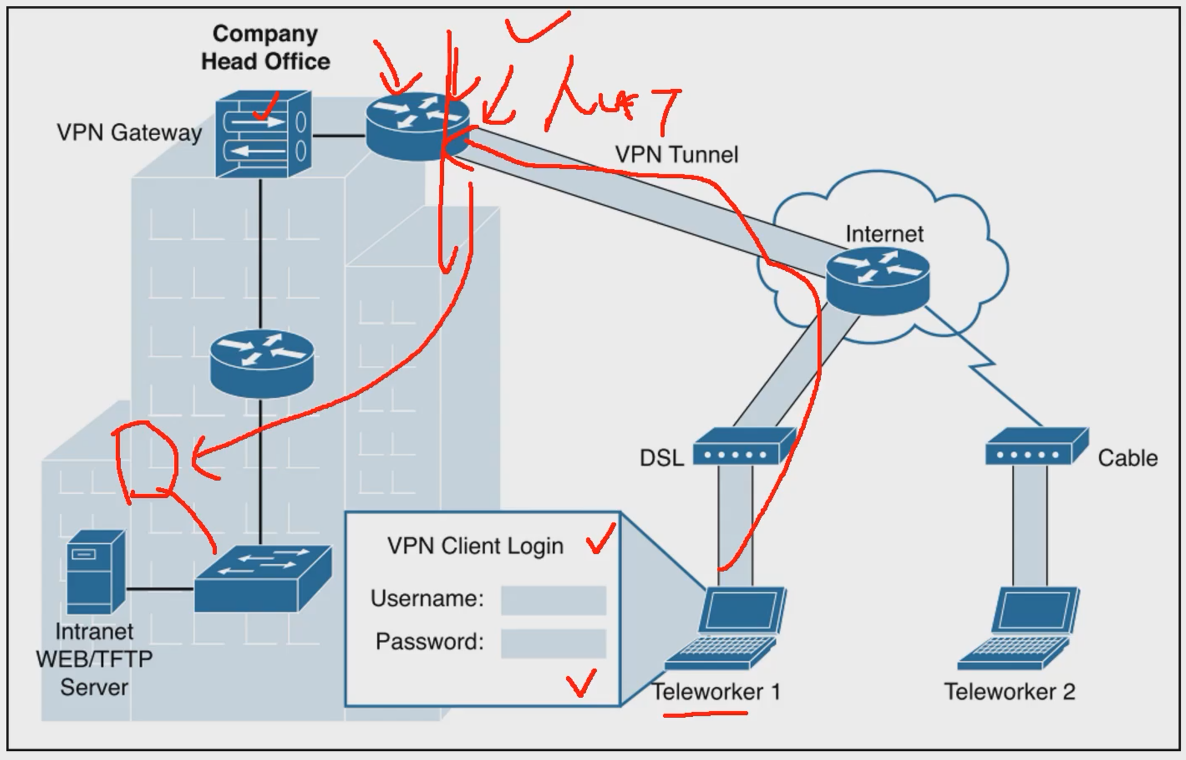 Company
Head Office
VPN Gateway
VPN Tunnel
Internet
DSL
Cable
VPN Client Login
Username:
Password:
Intranet
WEB/TFTP
Server
Teleworker 1
Teleworker 2